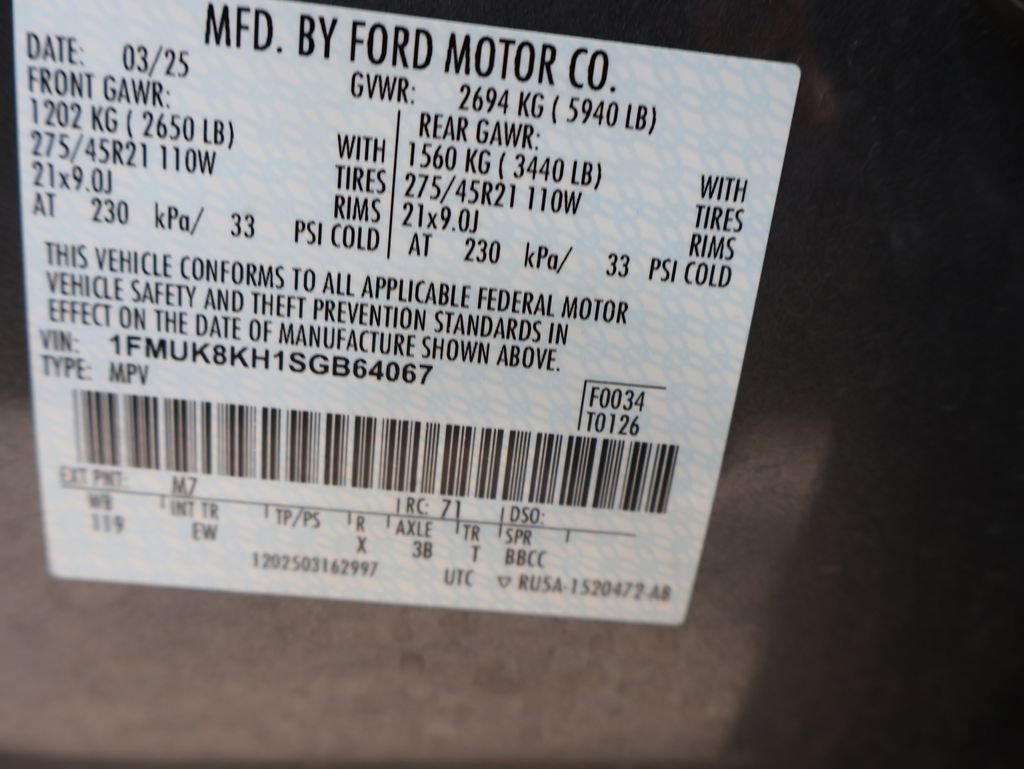 MFD. BY FORD MOTOR CO.
DATE: 03/25
GVWR: 2694 KG ( 5940 LB)
FRONT GAWR:
1202 KG ( 2650 LB) WITH
275/45R21 110W TIRES
21x9.0J RIMS
AT 230 kPa/ 33 PSI COLD
REAR GAWR:
1560 KG ( 3440 LB) WITH
275/45R21 110W TIRES
21x9.0J RIMS
AT 230 kPa/ 33 PSI COLD
THIS VEHICLE CONFORMS TO ALL APPLICABLE FEDERAL MOTOR
VEHICLE SAFETY AND THEFT PREVENTION STANDARDS IN
EFFECT ON THE DATE OF MANUFACTURE SHOWN ABOVE.
VIN: 1FMUK8KH1SGB64067
TYPE: MPV
F0034
T0126
EXT PNT: M7 RC: 71 DSO:
WB INT TR TP/PS R AXLE TR SPR
119 EW X 3B T BBCC
1202503162997 UTC ▽ RUSA-1520472-AB